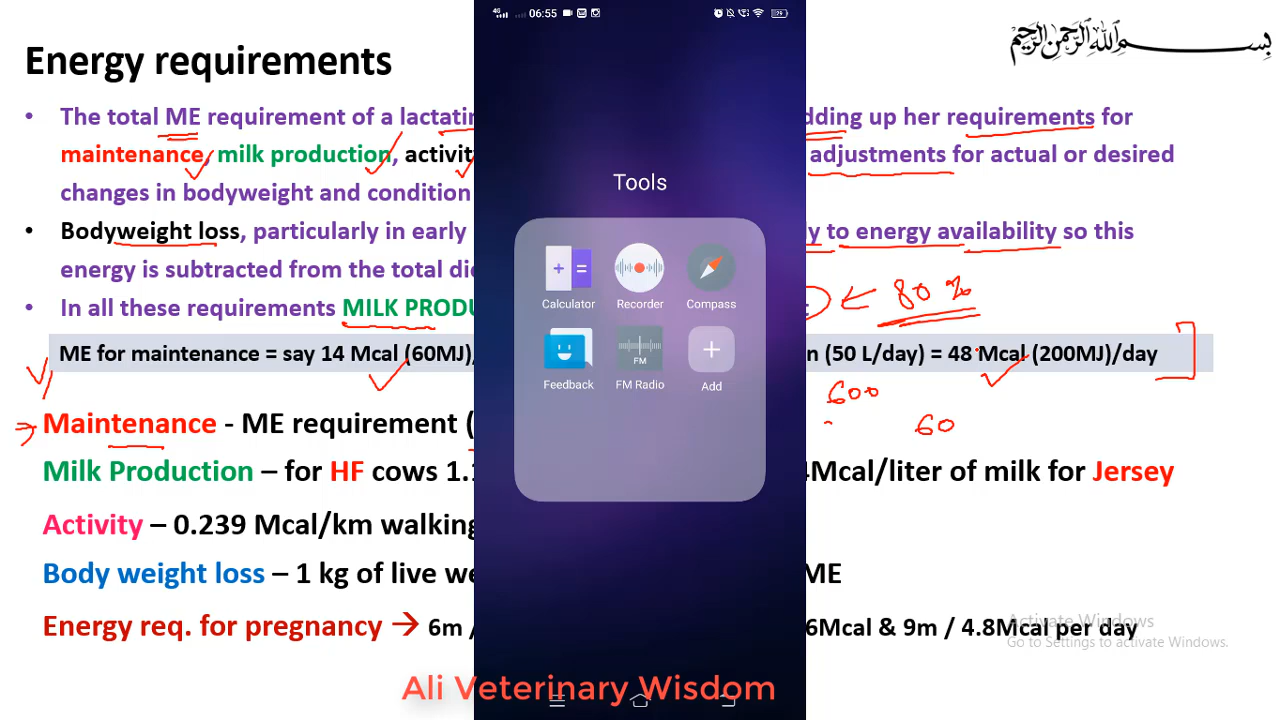 Energy requirements
بسم الله الرحمن الرحيم
• The total ME requirement of a lactatin dding up her requirements for
maintenance, milk production, activity adjustments for actual or desired
changes in bodyweight and condition
• Bodyweight loss, particularly in early y to energy availability so this
energy is subtracted from the total die
• In all these requirements MILK PRODU ← 80 %
ME for maintenance = say 14 Mcal (60MJ)/ n (50 L/day) = 48 Mcal (200MJ)/day
600
60
Maintenance - ME requirement (
Milk Production – for HF cows 1.1 4Mcal/liter of milk for Jersey
Activity – 0.239 Mcal/km walking
Body weight loss – 1 kg of live we ME
Energy req. for pregnancy → 6m / 6Mcal & 9m / 4.8Mcal per day
4G 06:55 29
Tools
Calculator Recorder Compass
FM
Feedback FM Radio Add
Activate Windows
Go to Settings to activate Windows.
Ali Veterinary Wisdom